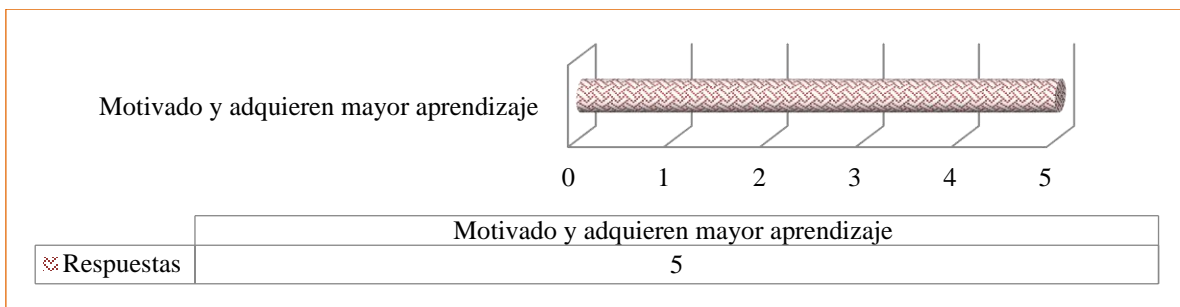 Motivado y adquieren mayor aprendizaje
0 1 2 3 4 5
Motivado y adquieren mayor aprendizaje
Respuestas 5